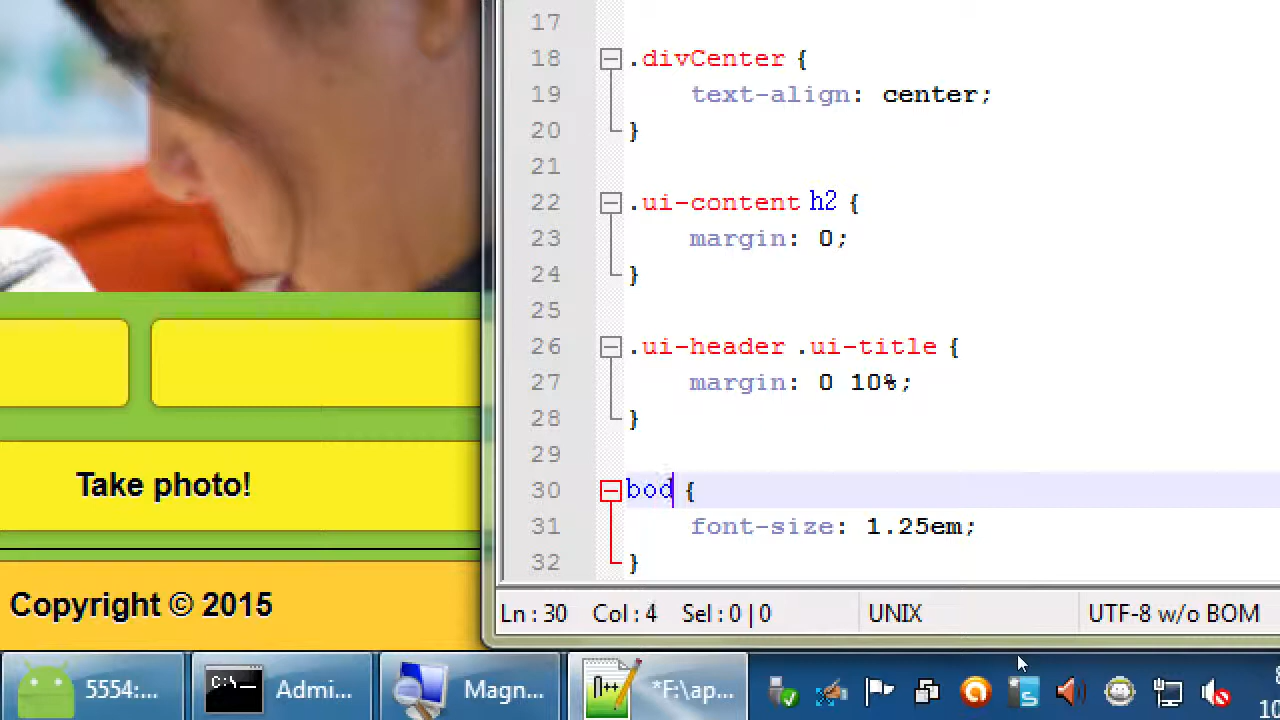 17
18 .divCenter {
19 text-align: center;
20 }
21
22 .ui-content h2 {
23 margin: 0;
24 }
25
26 .ui-header .ui-title {
27 margin: 0 10%;
28 }
29
30 bod {
31 font-size: 1.25em;
32 }
Take photo!
Copyright © 2015
Ln : 30 Col : 4 Sel : 0 | 0 UNIX UTF-8 w/o BOM
5554:... Admi... Magn... *F:\ap...